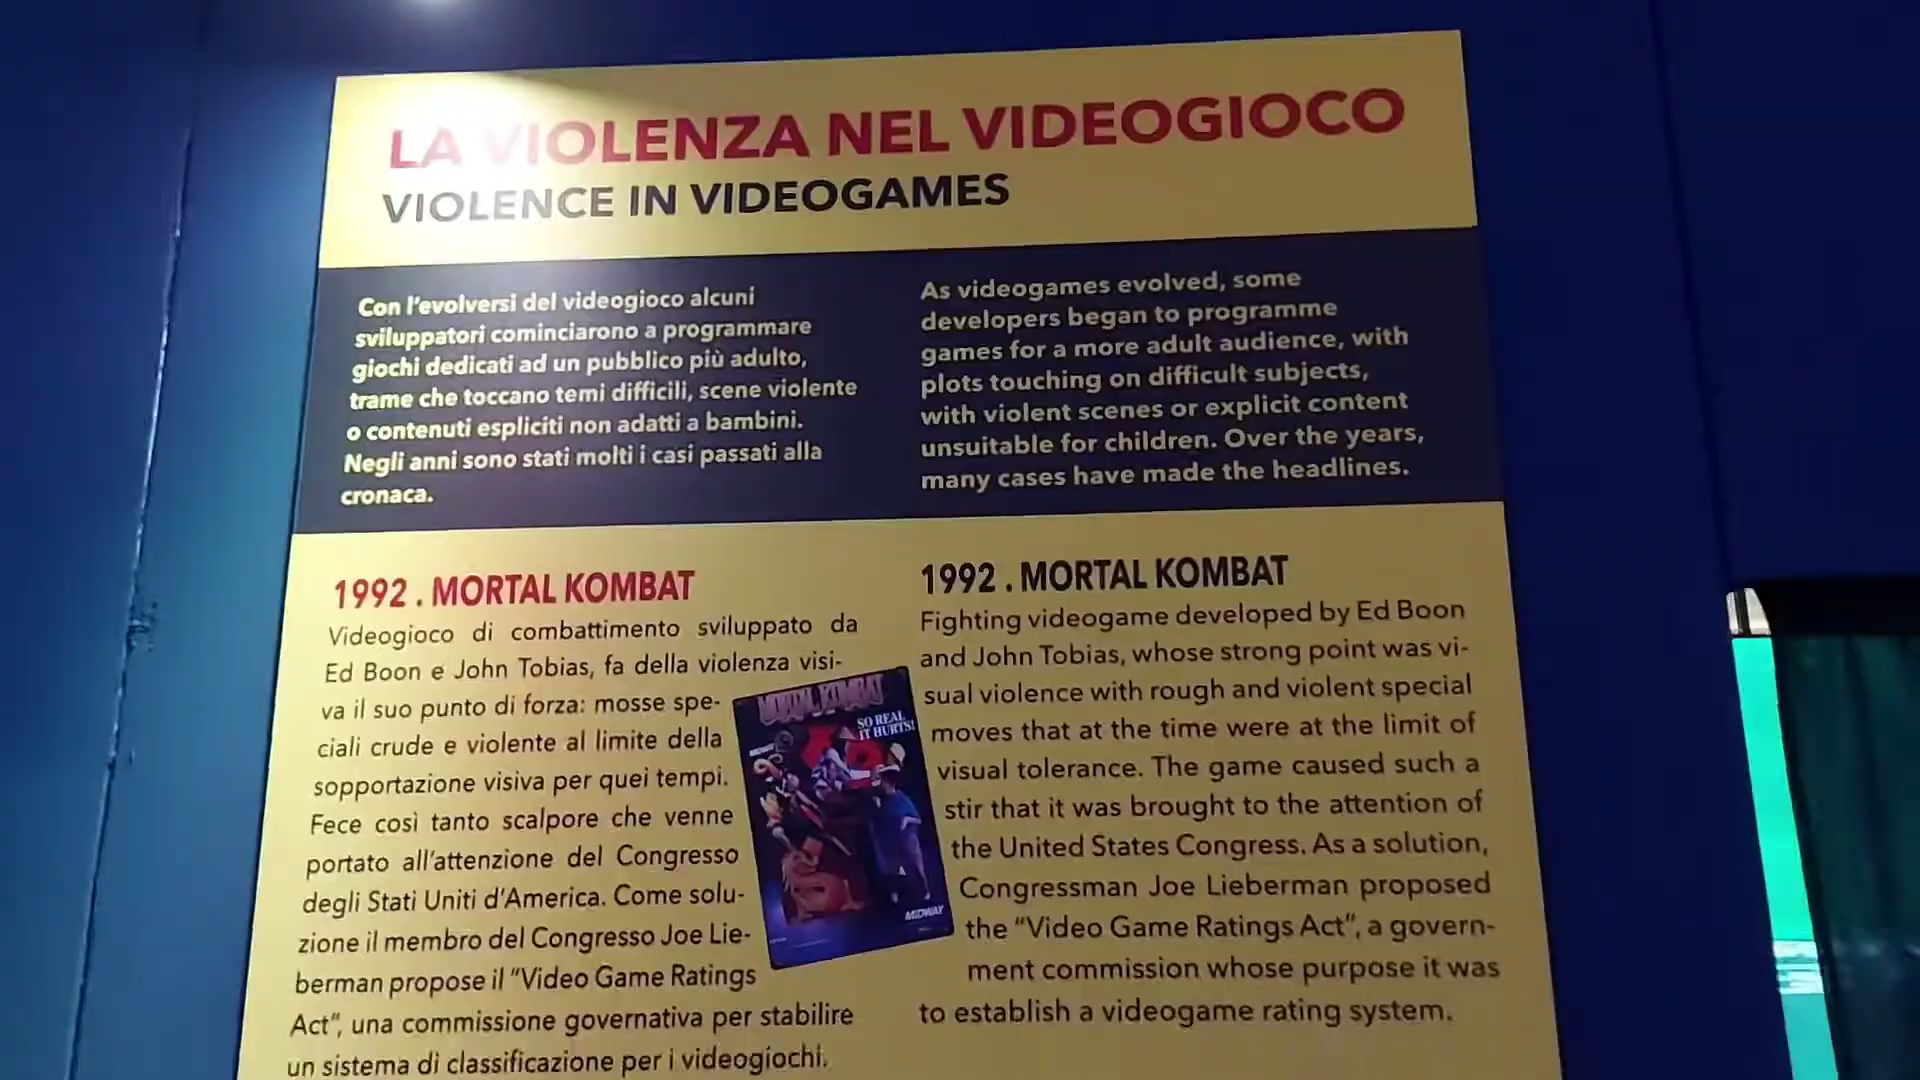 LA VIOLENZA NEL VIDEOGIOCO
VIOLENCE IN VIDEOGAMES
Con l'evolversi del videogioco alcuni
sviluppatori cominciarono a programmare
giochi dedicati ad un pubblico più adulto,
trame che toccano temi difficili, scene violente
o contenuti espliciti non adatti a bambini.
Negli anni sono stati molti i casi passati alla
cronaca.
As videogames evolved, some
developers began to programme
games for a more adult audience, with
plots touching on difficult subjects,
with violent scenes or explicit content
unsuitable for children. Over the years,
many cases have made the headlines.
1992 . MORTAL KOMBAT
Videogioco di combattimento sviluppato da
Ed Boon e John Tobias, fa della violenza visi-
va il suo punto di forza: mosse spe-
ciali crude e violente al limite della
sopportazione visiva per quei tempi.
Fece così tanto scalpore che venne
portato all'attenzione del Congresso
degli Stati Uniti d'America. Come solu-
zione il membro del Congresso Joe Lie-
berman propose il "Video Game Ratings
Act", una commissione governativa per stabilire
un sistema di classificazione per i videogiochi.
MORTAL KOMBAT
SO REAL
IT HURTS!
MIDWAY
MIDWAY
1992 . MORTAL KOMBAT
Fighting videogame developed by Ed Boon
and John Tobias, whose strong point was vi-
sual violence with rough and violent special
moves that at the time were at the limit of
visual tolerance. The game caused such a
stir that it was brought to the attention of
the United States Congress. As a solution,
Congressman Joe Lieberman proposed
the "Video Game Ratings Act", a govern-
ment commission whose purpose it was
to establish a videogame rating system.